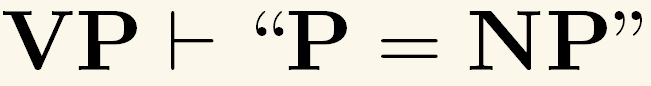 VP ⊢ “P = NP”